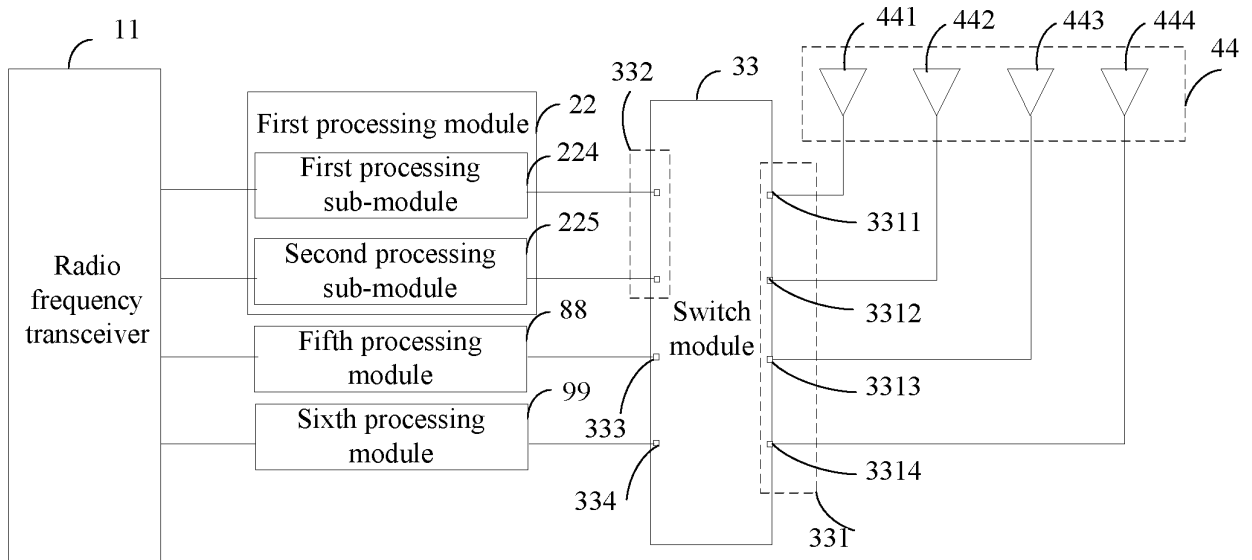 11
441
442
443
444
44
332
33
22
First processing module
224
First processing
sub-module
3311
225
Second processing
sub-module
Radio
frequency
transceiver
Switch
module
3312
88
Fifth processing
module
3313
99
Sixth processing
module
333
334
3314
331